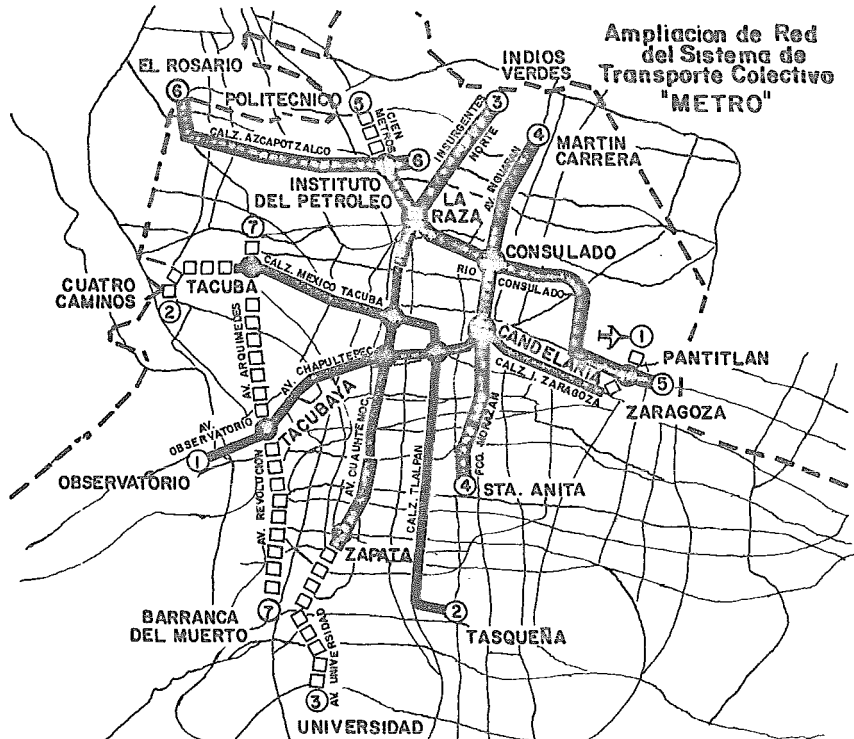 Ampliacion de Red
del Sistema de
Transporte Colectivo
"METRO"
EL ROSARIO
6
POLITECNICO
5
CIEN
METROS
INDIOS
VERDES
3
INSURGENTES
NORTE
4
MARTIN
CARRERA
CALZ. AZCAPOTZALCO
6
INSTITUTO
DEL PETROLEO
LA
RAZA
7
CONSULADO
RIO
CONSULADO
CUATRO
CAMINOS
2
TACUBA
CALZ. MEXICO TACUBA
CANDELARIA
1
PANTITLAN
5
CALZ. I. ZARAGOZA
ZARAGOZA
AV. ARQUIMEDES
AV. CHAPULTEPEC
TACUBAYA
AV.
OBSERVATORIO
1
OBSERVATORIO
AV. REVOLUCION
AV. CUAUHTEMOC
CALZ. TLALPAN
FCO. MORAZAN
4
STA. ANITA
ZAPATA
7
BARRANCA
DEL MUERTO
2
TASQUEÑA
AV. UNIVERSIDAD
3
UNIVERSIDAD